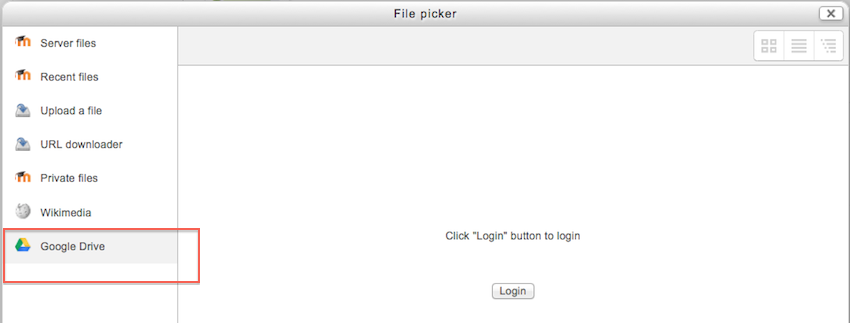 File picker
Server files
Recent files
Upload a file
URL downloader
Private files
Wikimedia
Google Drive
Click "Login" button to login
Login